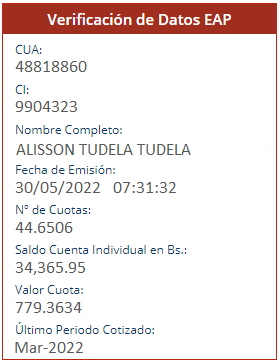 Verificación de Datos EAP
CUA:
48818860
CI:
9904323
Nombre Completo:
ALISSON TUDELA TUDELA
Fecha de Emisión:
30/05/2022 07:31:32
N° de Cuotas:
44.6506
Saldo Cuenta Individual en Bs.:
34,365.95
Valor Cuota:
779.3634
Último Periodo Cotizado:
Mar-2022